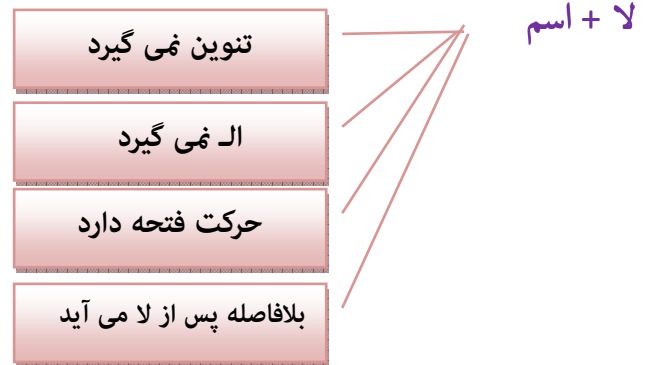 لا + اسم
تنوین نمی گیرد
الـ نمی گیرد
حرکت فتحه دارد
بلافاصله پس از لا می آید